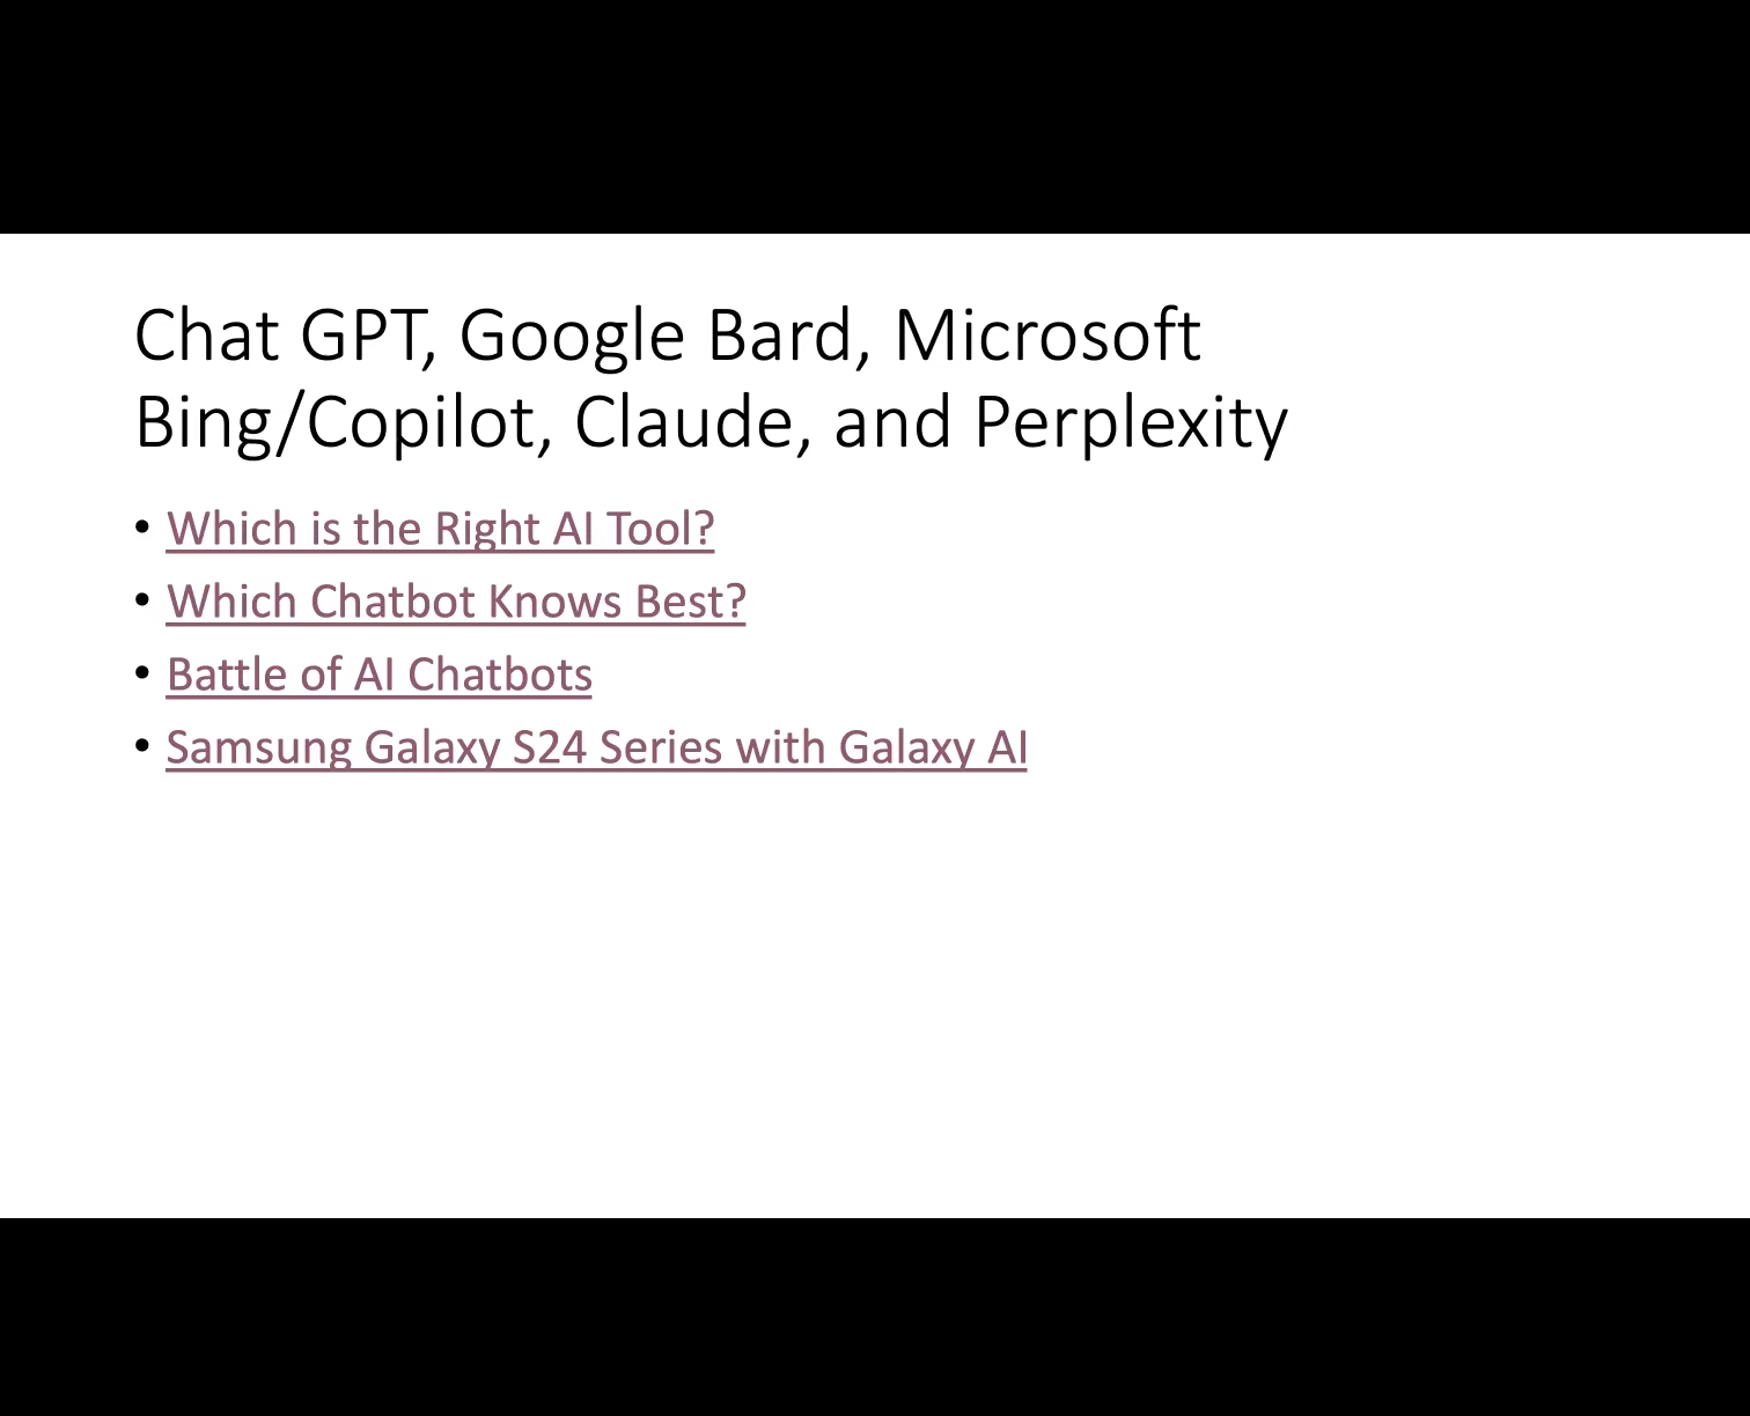 Chat GPT, Google Bard, Microsoft
Bing/Copilot, Claude, and Perplexity
• Which is the Right AI Tool?
• Which Chatbot Knows Best?
• Battle of AI Chatbots
• Samsung Galaxy S24 Series with Galaxy AI